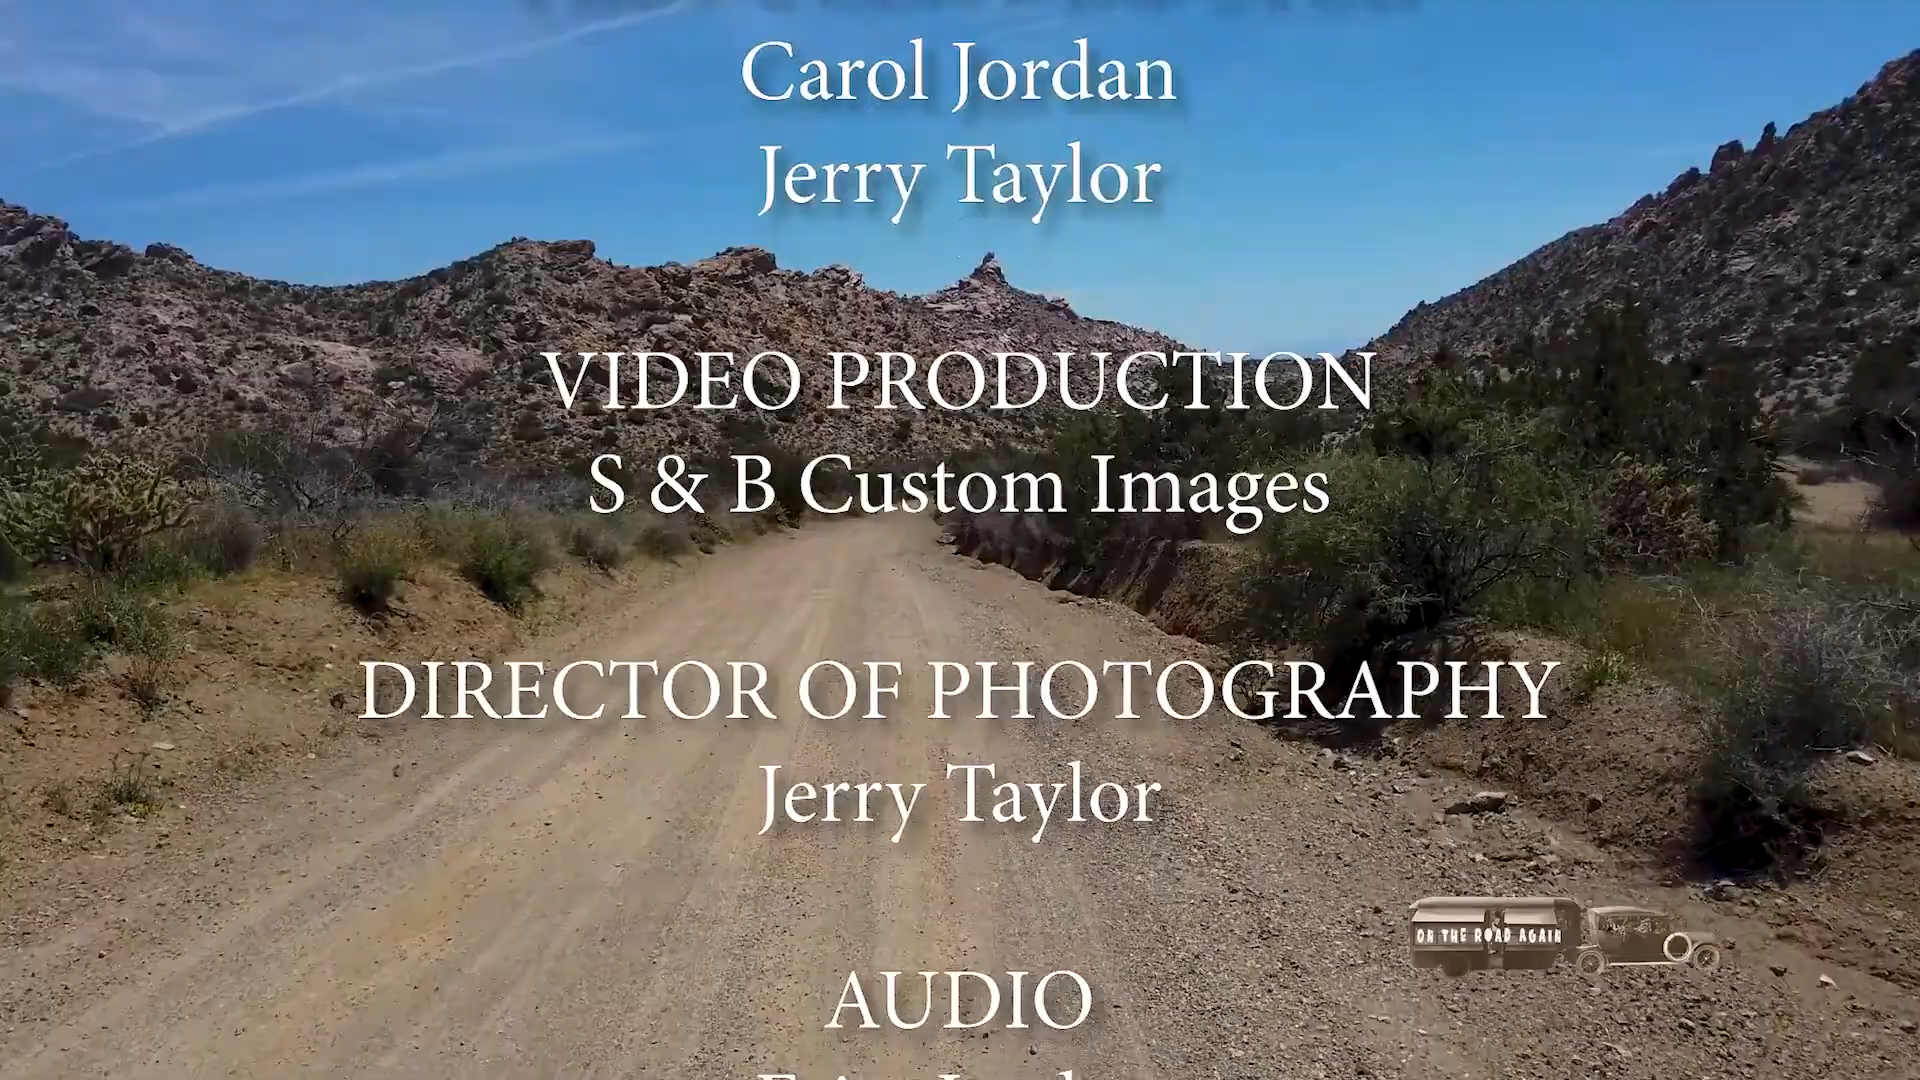 Carol Jordan
Jerry Taylor
VIDEO PRODUCTION
S & B Custom Images
DIRECTOR OF PHOTOGRAPHY
Jerry Taylor
ON THE ROAD AGAIN
AUDIO